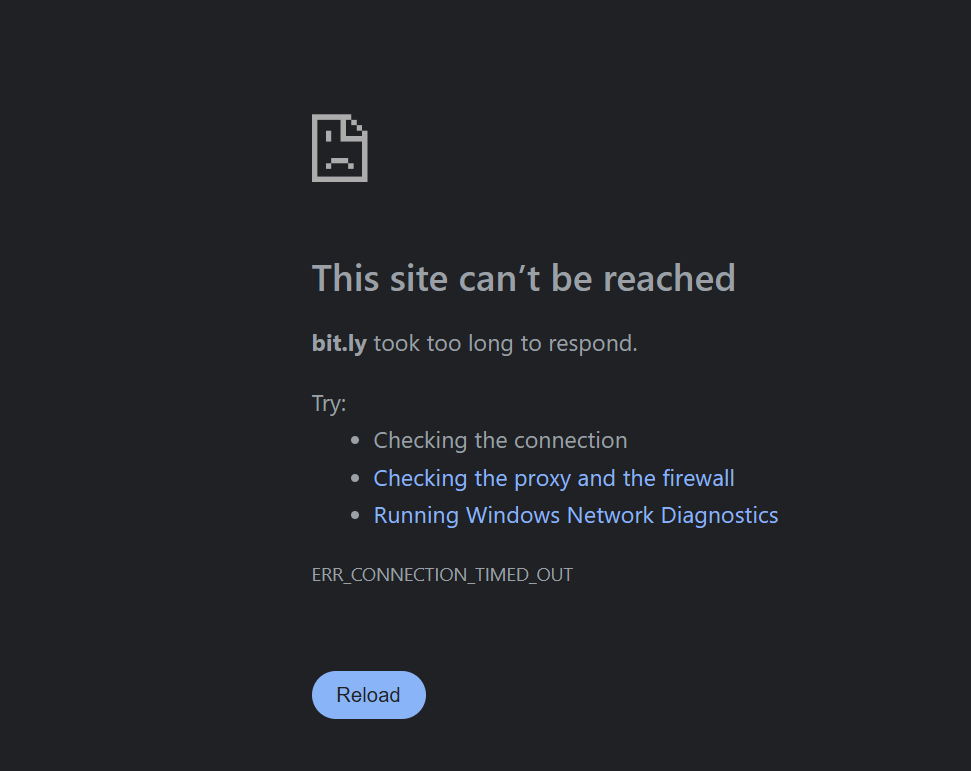 This site can’t be reached
bit.ly took too long to respond.
Try:
Checking the connection
Checking the proxy and the firewall
Running Windows Network Diagnostics
ERR_CONNECTION_TIMED_OUT
Reload